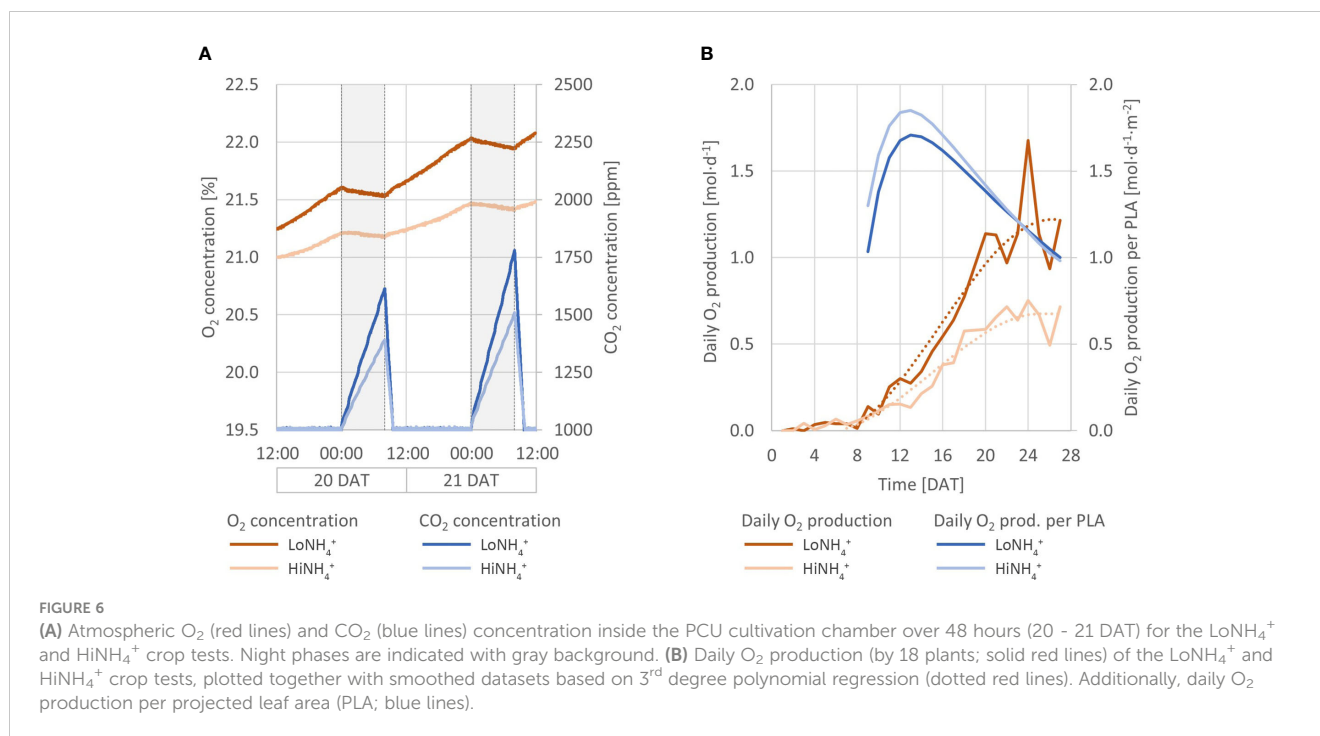 A
B
22.5
22.0
21.5
21.0
20.5
20.0
19.5
O₂ concentration [%]
2500
2250
2000
1750
1500
1250
1000
CO₂ concentration [ppm]
12:00 00:00 12:00 00:00 12:00
20 DAT 21 DAT
O₂ concentration CO₂ concentration
LoNH₄⁺ LoNH₄⁺
HiNH₄⁺ HiNH₄⁺
2.0
1.5
1.0
0.5
0.0
Daily O₂ production [mol·d⁻¹]
2.0
1.5
1.0
0.5
0.0
Daily O₂ production per PLA [mol·d⁻¹·m⁻²]
0 4 8 12 16 20 24 28
Time [DAT]
Daily O₂ production Daily O₂ prod. per PLA
LoNH₄⁺ LoNH₄⁺
HiNH₄⁺ HiNH₄⁺
FIGURE 6
(A) Atmospheric O₂ (red lines) and CO₂ (blue lines) concentration inside the PCU cultivation chamber over 48 hours (20 - 21 DAT) for the LoNH₄⁺
and HiNH₄⁺ crop tests. Night phases are indicated with gray background. (B) Daily O₂ production (by 18 plants; solid red lines) of the LoNH₄⁺ and
HiNH₄⁺ crop tests, plotted together with smoothed datasets based on 3ʳᵈ degree polynomial regression (dotted red lines). Additionally, daily O₂
production per projected leaf area (PLA; blue lines).